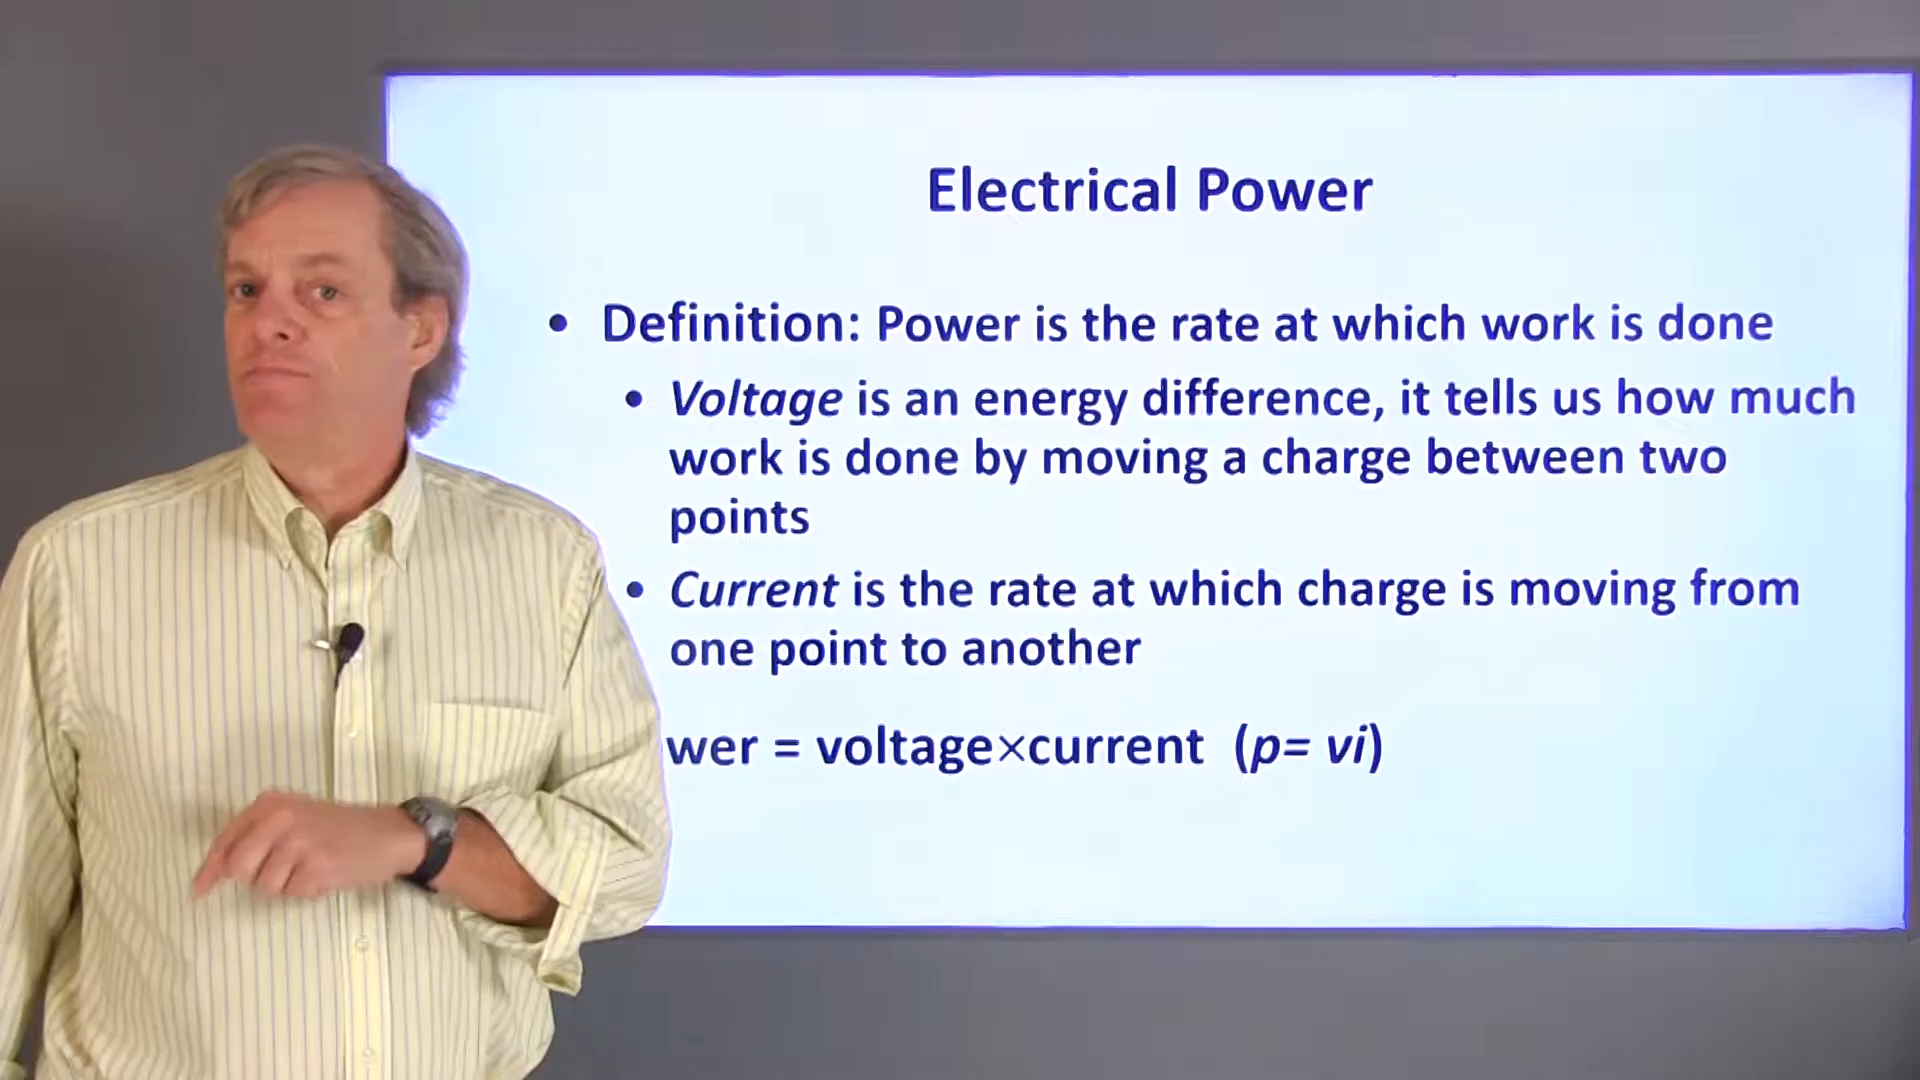 Electrical Power
• Definition: Power is the rate at which work is done
• Voltage is an energy difference, it tells us how much
work is done by moving a charge between two
points
• Current is the rate at which charge is moving from
one point to another
wer = voltage×current (p= vi)